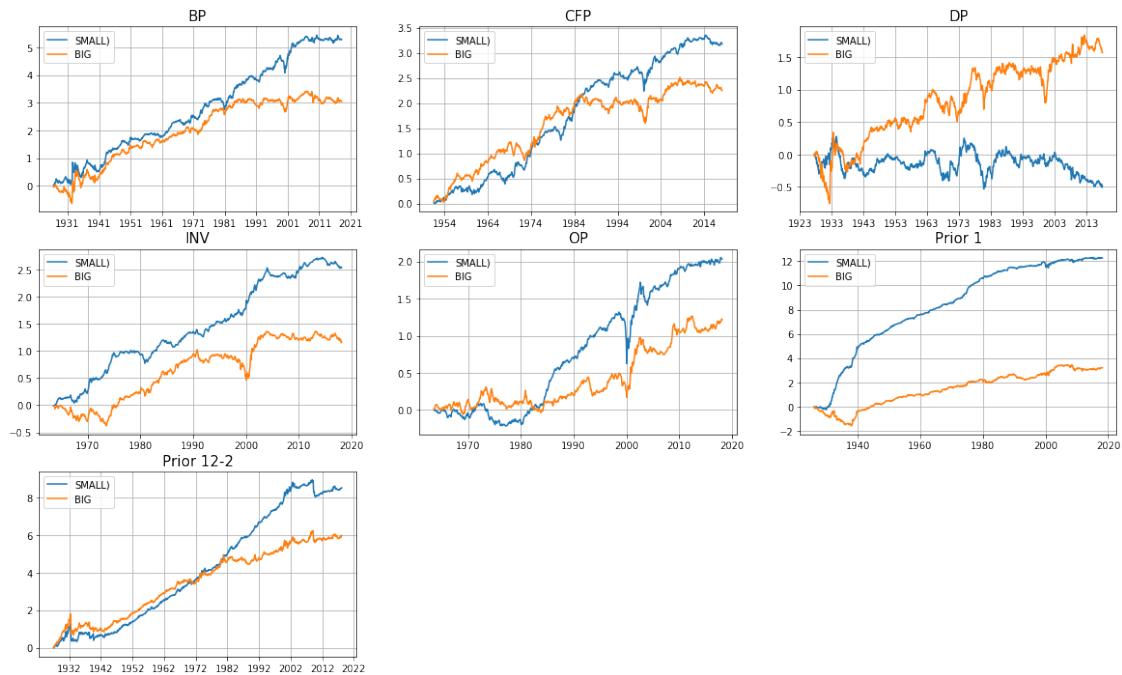 BP
SMALL)
BIG
5
4
3
2
1
0
1931 1941 1951 1961 1971 1981 1991 2001 2011 2021
CFP
SMALL)
BIG
3.5
3.0
2.5
2.0
1.5
1.0
0.5
0.0
1954 1964 1974 1984 1994 2004 2014
DP
SMALL)
BIG
1.5
1.0
0.5
0.0
−0.5
1923 1933 1943 1953 1963 1973 1983 1993 2003 2013
INV
SMALL)
BIG
2.5
2.0
1.5
1.0
0.5
0.0
−0.5
1970 1980 1990 2000 2010 2020
OP
SMALL)
BIG
2.0
1.5
1.0
0.5
0.0
1970 1980 1990 2000 2010 2020
Prior 1
SMALL)
BIG
12
10
8
6
4
2
0
−2
1940 1960 1980 2000 2020
Prior 12-2
SMALL)
BIG
8
6
4
2
0
1932 1942 1952 1962 1972 1982 1992 2002 2012 2022